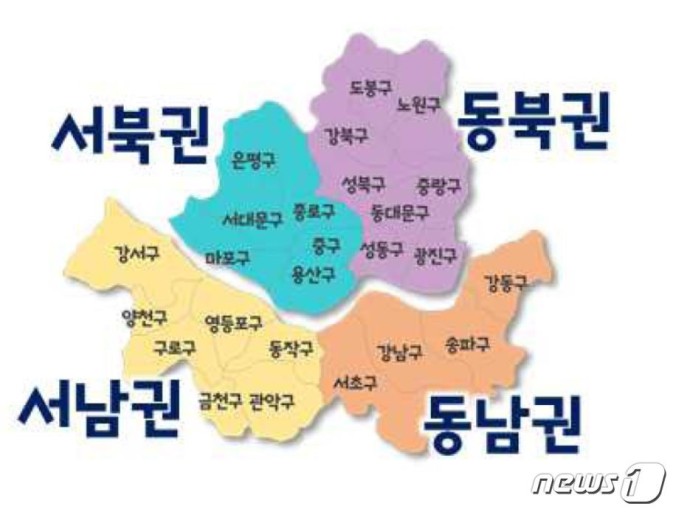 도봉구
노원구
서북권
동북권
강북구
은평구
성북구
중랑구
서대문구
종로구
동대문구
강서구
마포구
중구
성동구
광진구
용산구
강동구
양천구
영등포구
구로구
동작구
강남구
송파구
서초구
서남권
금천구
관악구
동남권
news1